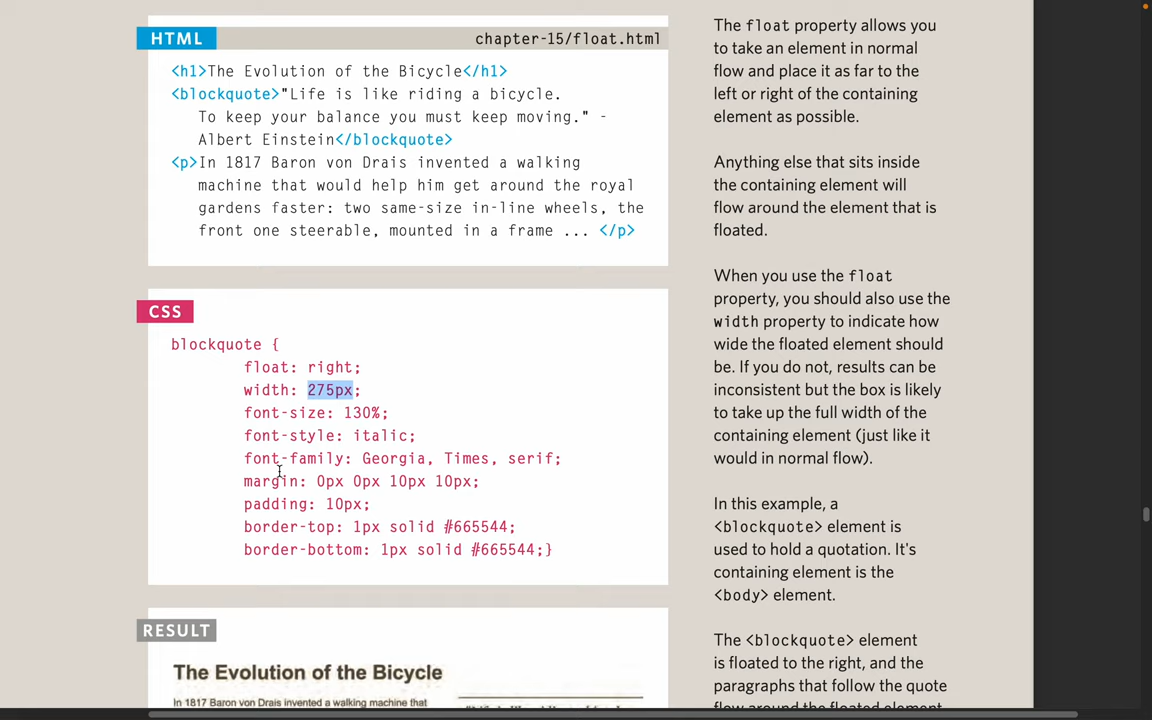 HTML
chapter-15/float.html
<h1>The Evolution of the Bicycle</h1>
<blockquote>"Life is like riding a bicycle.
To keep your balance you must keep moving." -
Albert Einstein</blockquote>
<p>In 1817 Baron von Drais invented a walking
machine that would help him get around the royal
gardens faster: two same-size in-line wheels, the
front one steerable, mounted in a frame ... </p>
CSS
blockquote {
float: right;
width: 275px;
font-size: 130%;
font-style: italic;
font-family: Georgia, Times, serif;
margin: 0px 0px 10px 10px;
padding: 10px;
border-top: 1px solid #665544;
border-bottom: 1px solid #665544;}
RESULT
The Evolution of the Bicycle
In 1817 Baron von Drais invented a walking machine that
The float property allows you
to take an element in normal
flow and place it as far to the
left or right of the containing
element as possible.
Anything else that sits inside
the containing element will
flow around the element that is
floated.
When you use the float
property, you should also use the
width property to indicate how
wide the floated element should
be. If you do not, results can be
inconsistent but the box is likely
to take up the full width of the
containing element (just like it
would in normal flow).
In this example, a
<blockquote> element is
used to hold a quotation. It's
containing element is the
<body> element.
The <blockquote> element
is floated to the right, and the
paragraphs that follow the quote
flow around the floated element